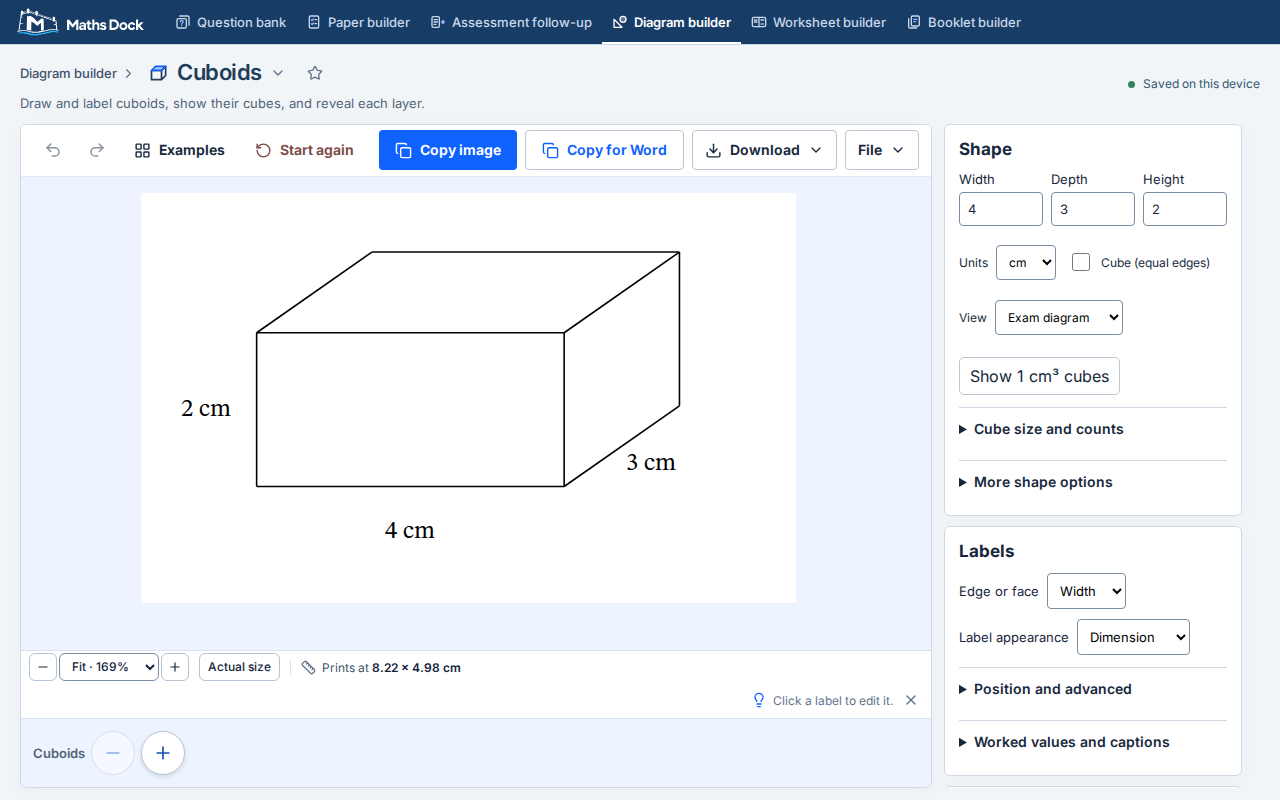 Maths Dock
Question bank
Paper builder
Assessment follow-up
Diagram builder
Worksheet builder
Booklet builder
Diagram builder
Cuboids
Saved on this device
Draw and label cuboids, show their cubes, and reveal each layer.
Examples
Start again
Copy image
Copy for Word
Download
File
2 cm
3 cm
4 cm
Fit · 169%
Actual size
Prints at 8.22 × 4.98 cm
Click a label to edit it.
Cuboids
Shape
Width Depth Height
4 3 2
Units cm Cube (equal edges)
View Exam diagram
Show 1 cm³ cubes
Cube size and counts
More shape options
Labels
Edge or face Width
Label appearance Dimension
Position and advanced
Worked values and captions